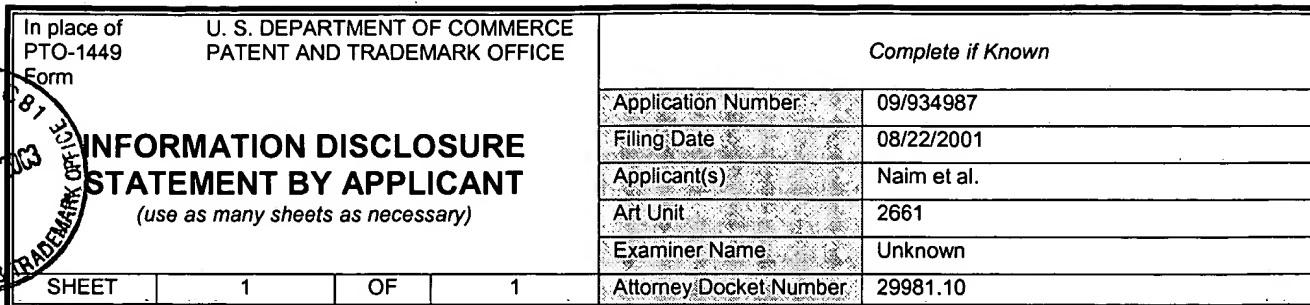 In place of U. S. DEPARTMENT OF COMMERCE
PTO-1449 PATENT AND TRADEMARK OFFICE
Form
INFORMATION DISCLOSURE
STATEMENT BY APPLICANT
(use as many sheets as necessary)
SHEET 1 OF 1
Complete if Known
Application Number 09/934987
Filing Date 08/22/2001
Applicant(s) Naim et al.
Art Unit 2661
Examiner Name Unknown
Attorney Docket Number 29981.10
TRADEMARK OFFICE